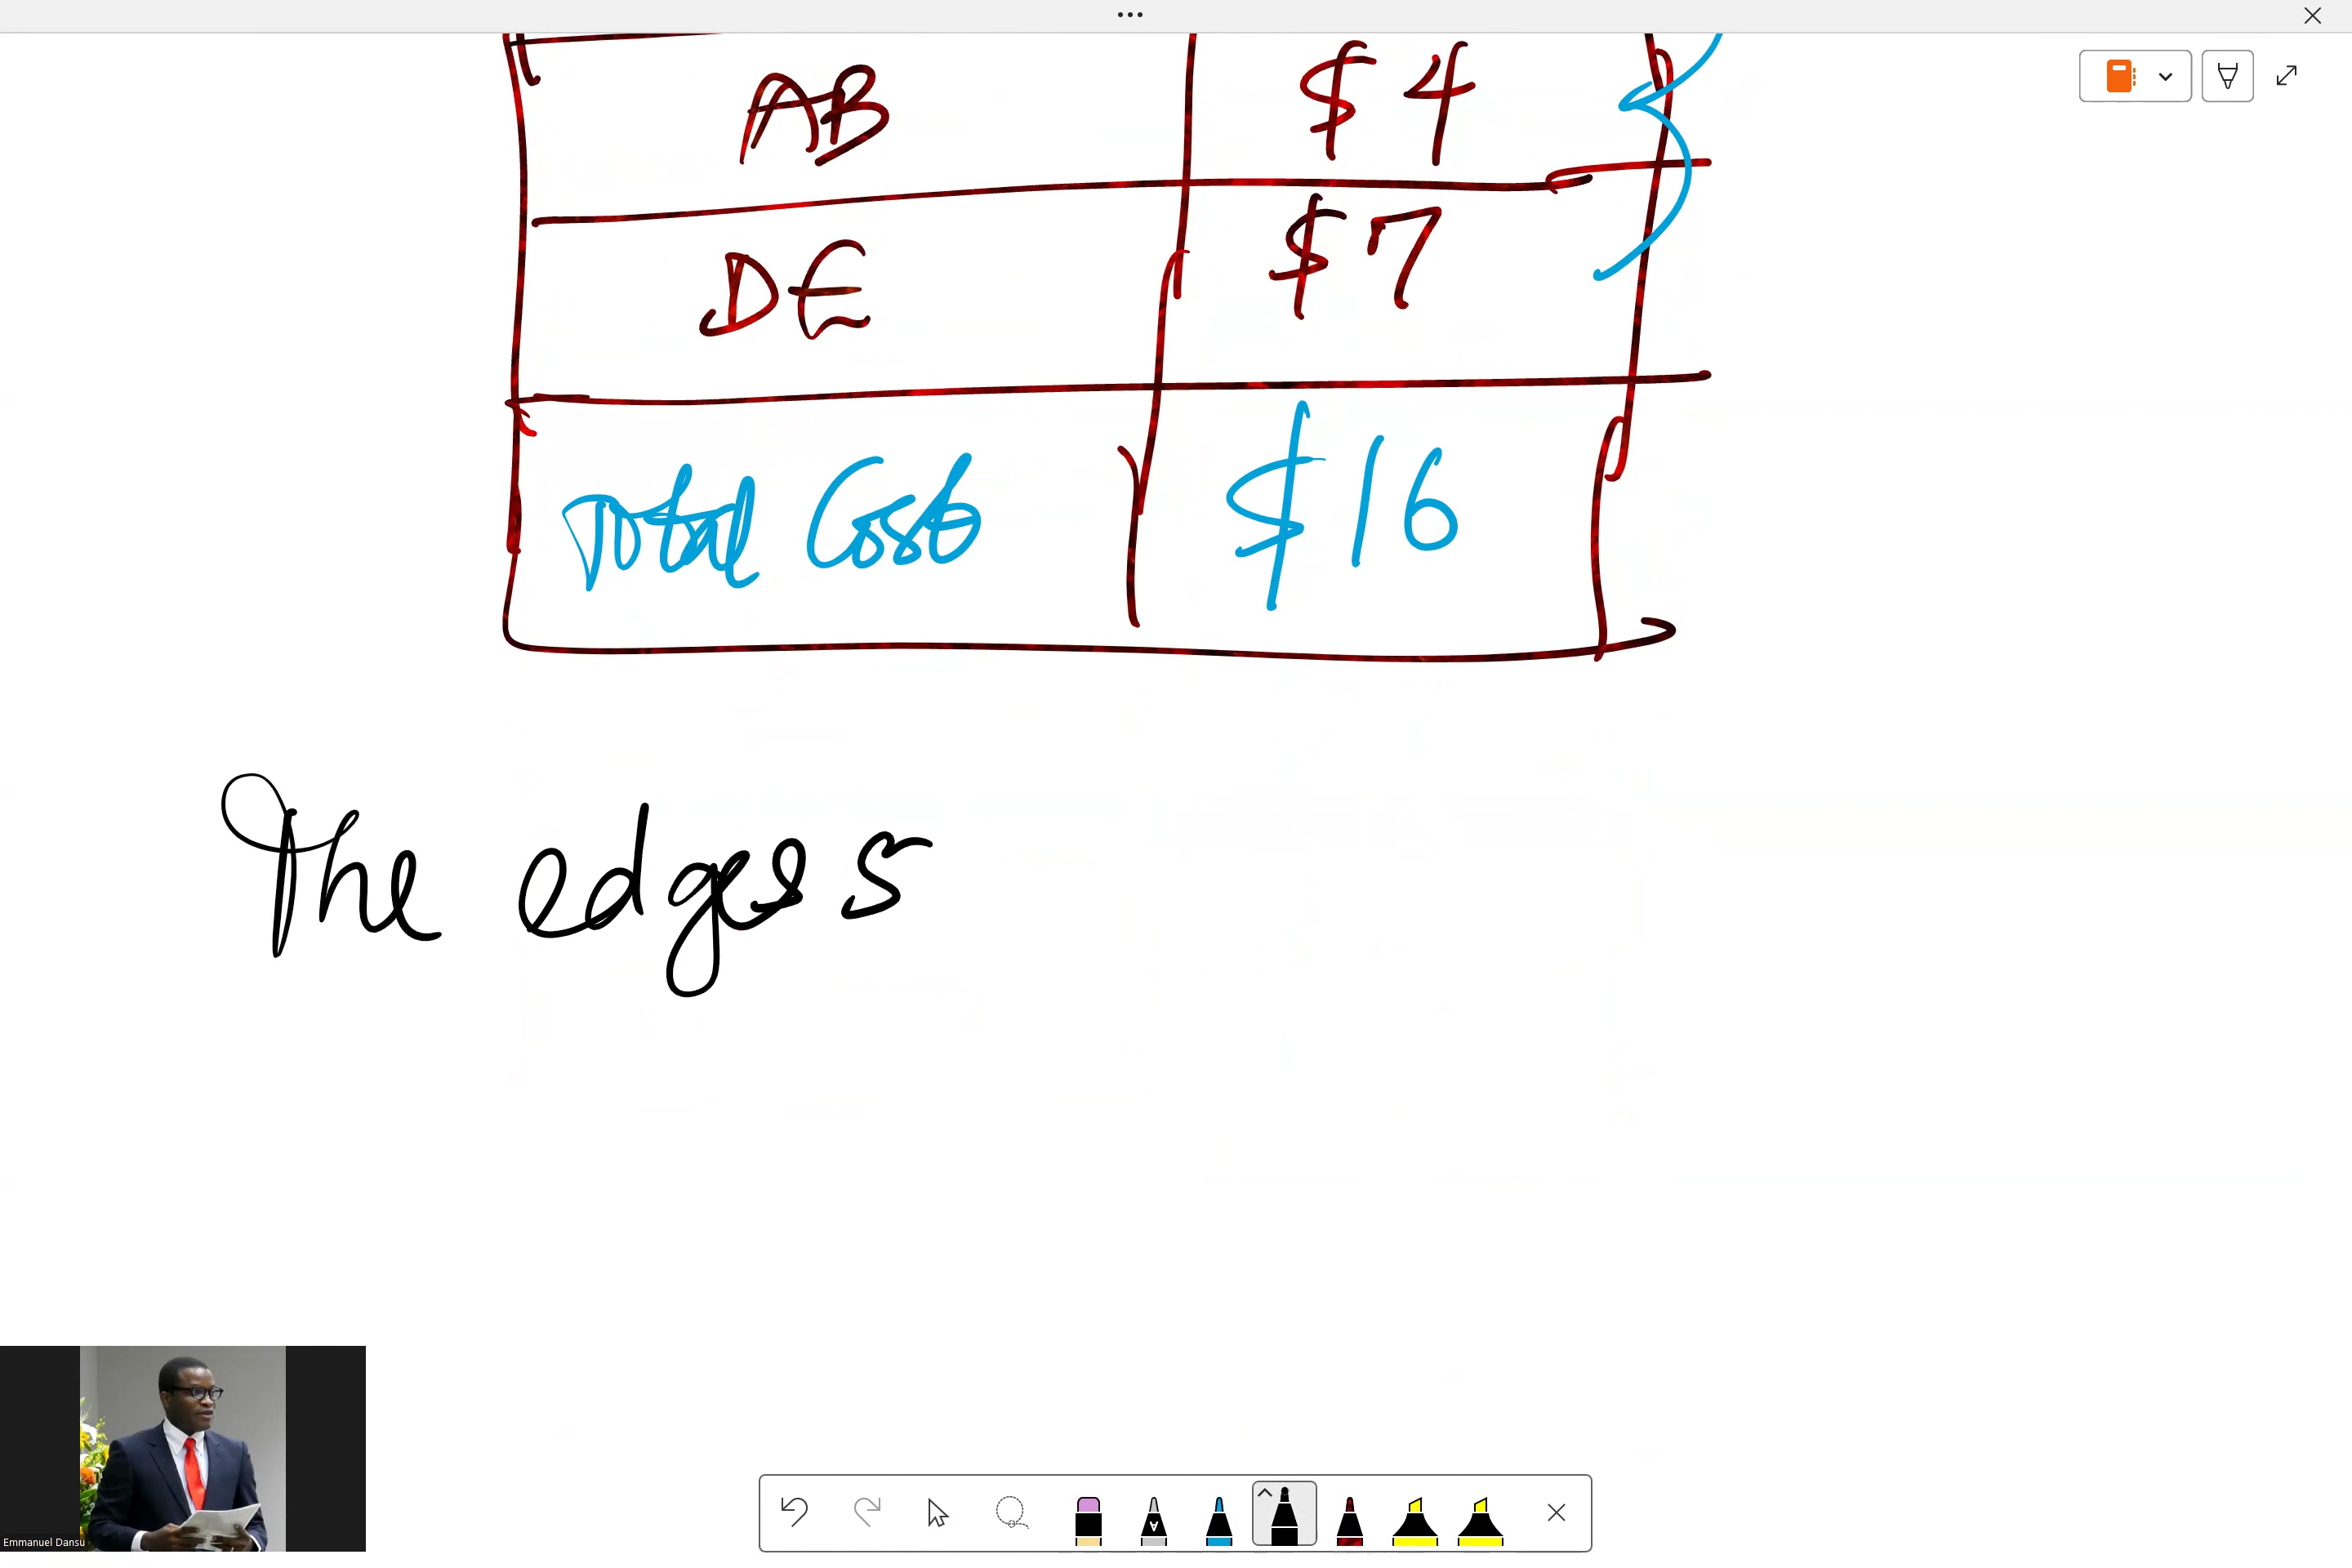 AB $4
DE $7
Total Cost $16
The edges s
Emmanuel Dansu